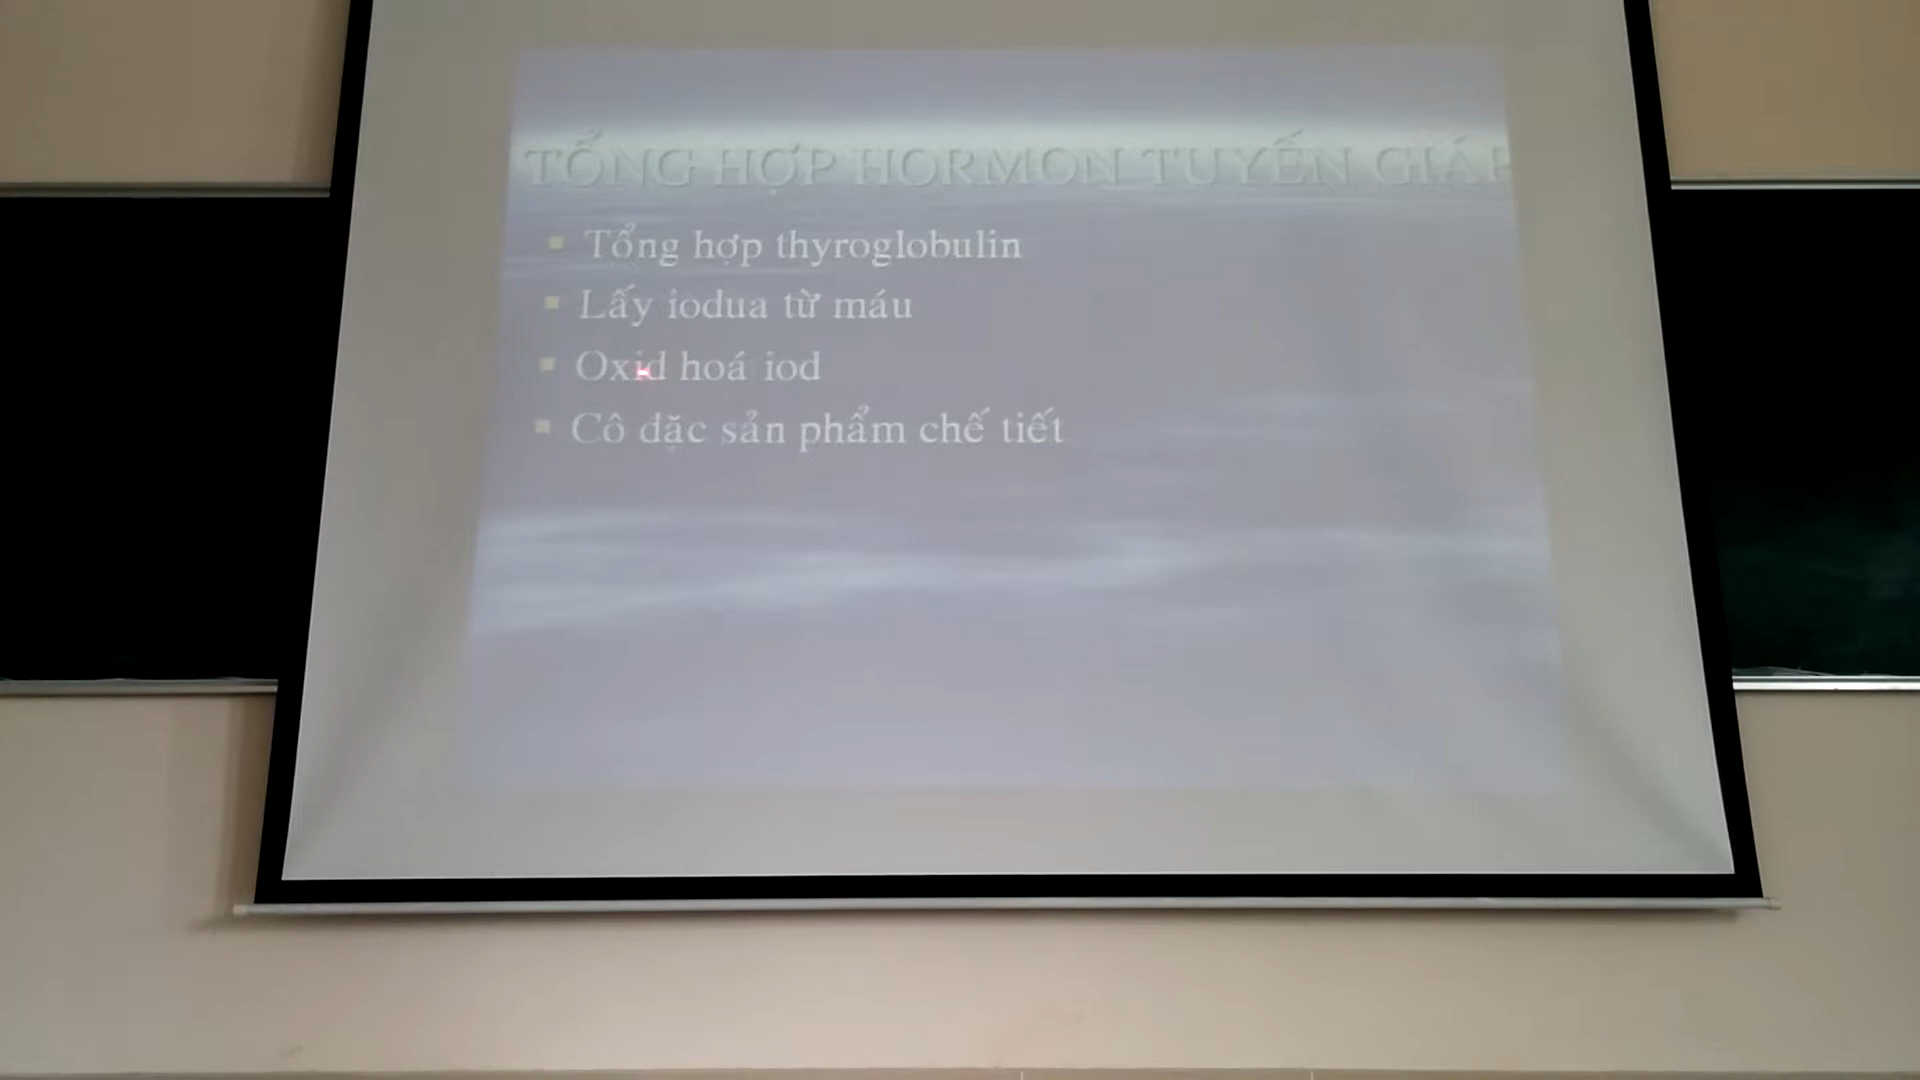 TỔNG HỢP HORMON TUYẾN GIÁP
Tổng hợp thyroglobulin
Lấy iodua từ máu
Oxid hoá iod
Cô đặc sản phẩm chế tiết